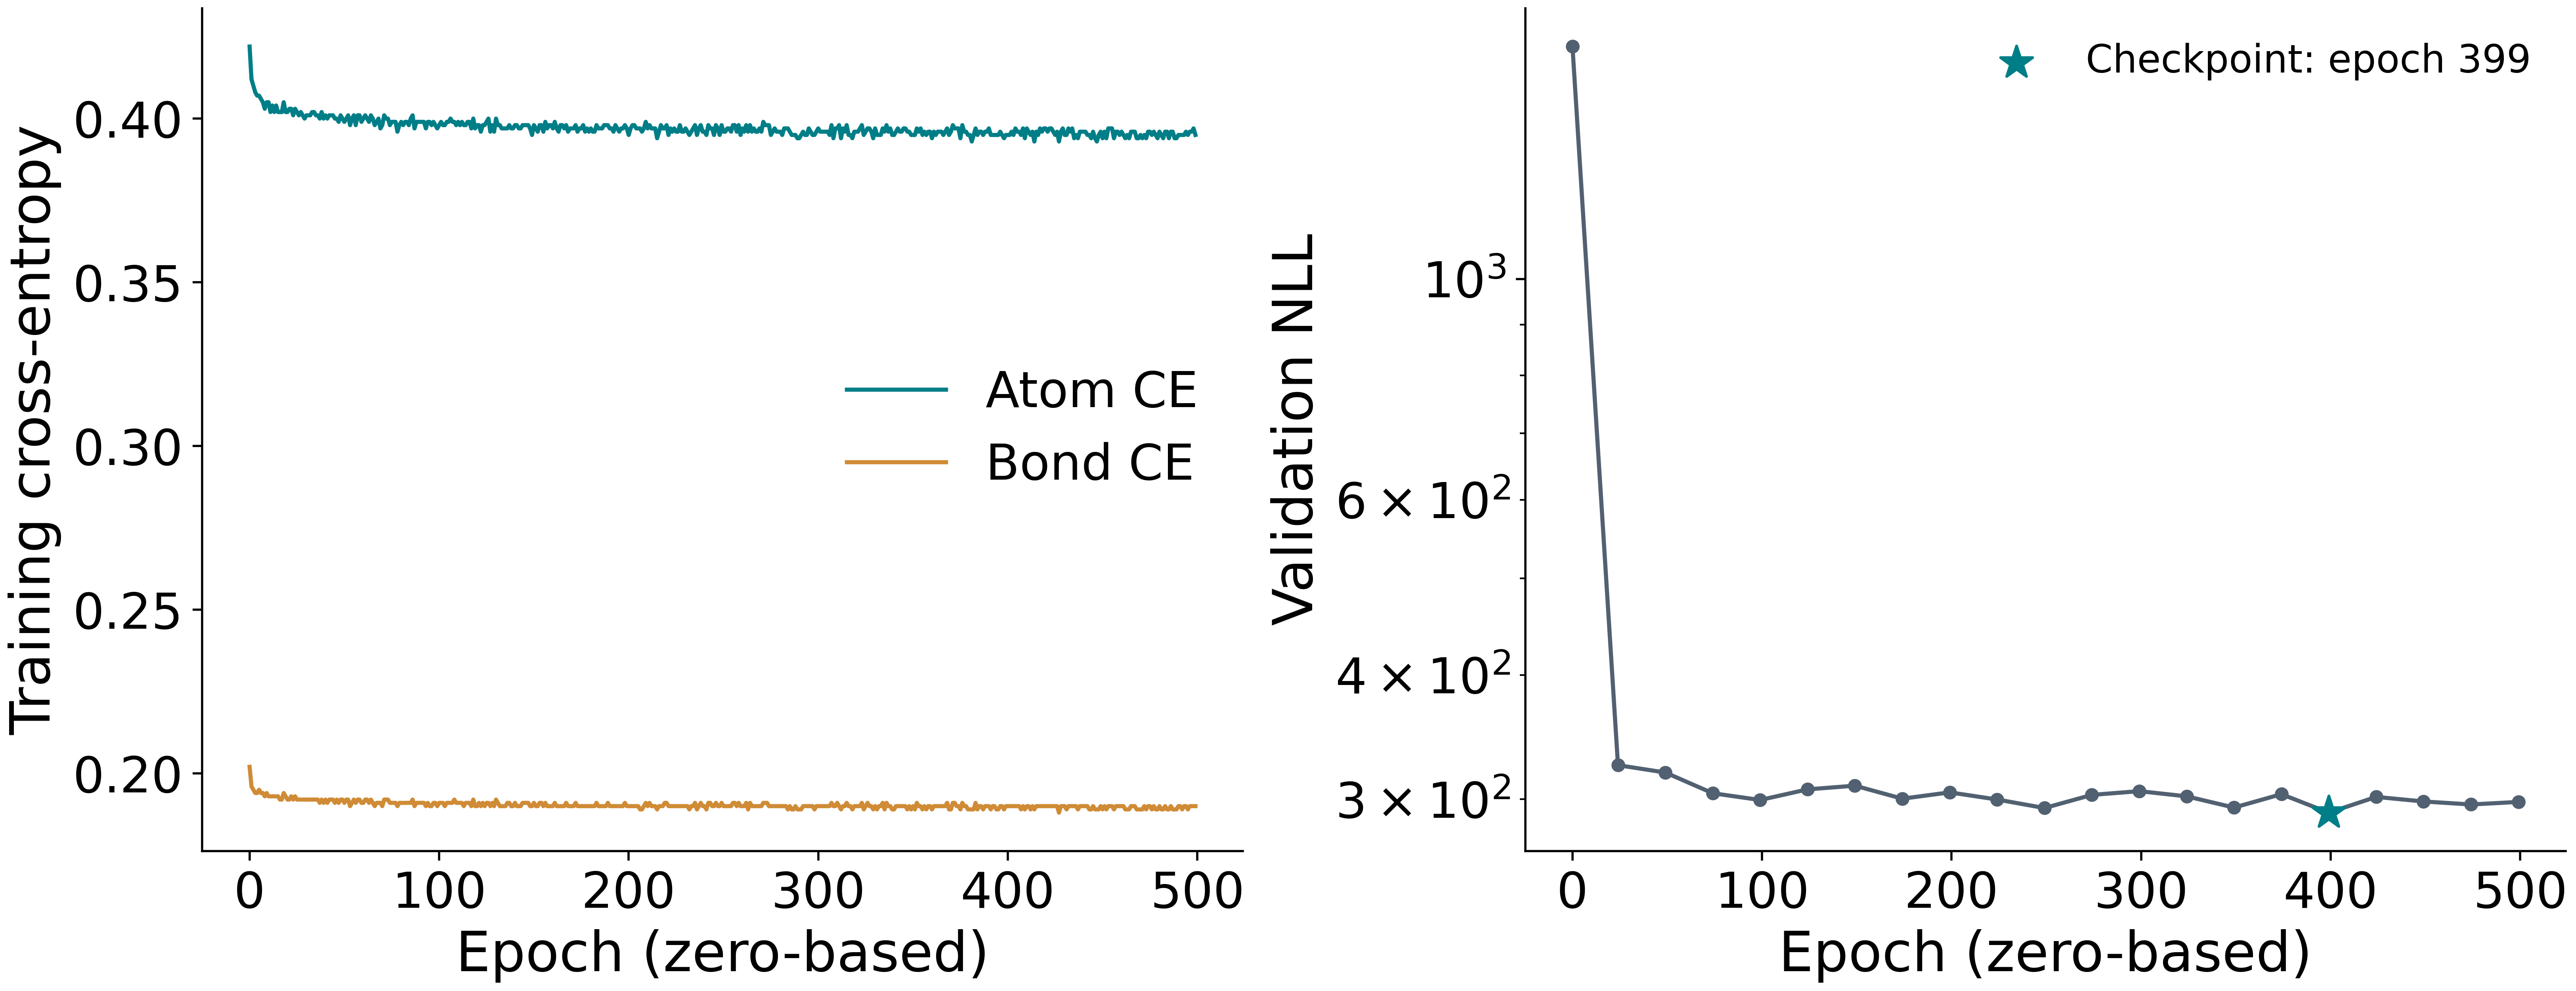 Training cross-entropy
0.40
0.35
0.30
0.25
0.20
Atom CE
Bond CE
0 100 200 300 400 500
Epoch (zero-based)
Validation NLL
10³
6 × 10²
4 × 10²
3 × 10²
Checkpoint: epoch 399
0 100 200 300 400 500
Epoch (zero-based)